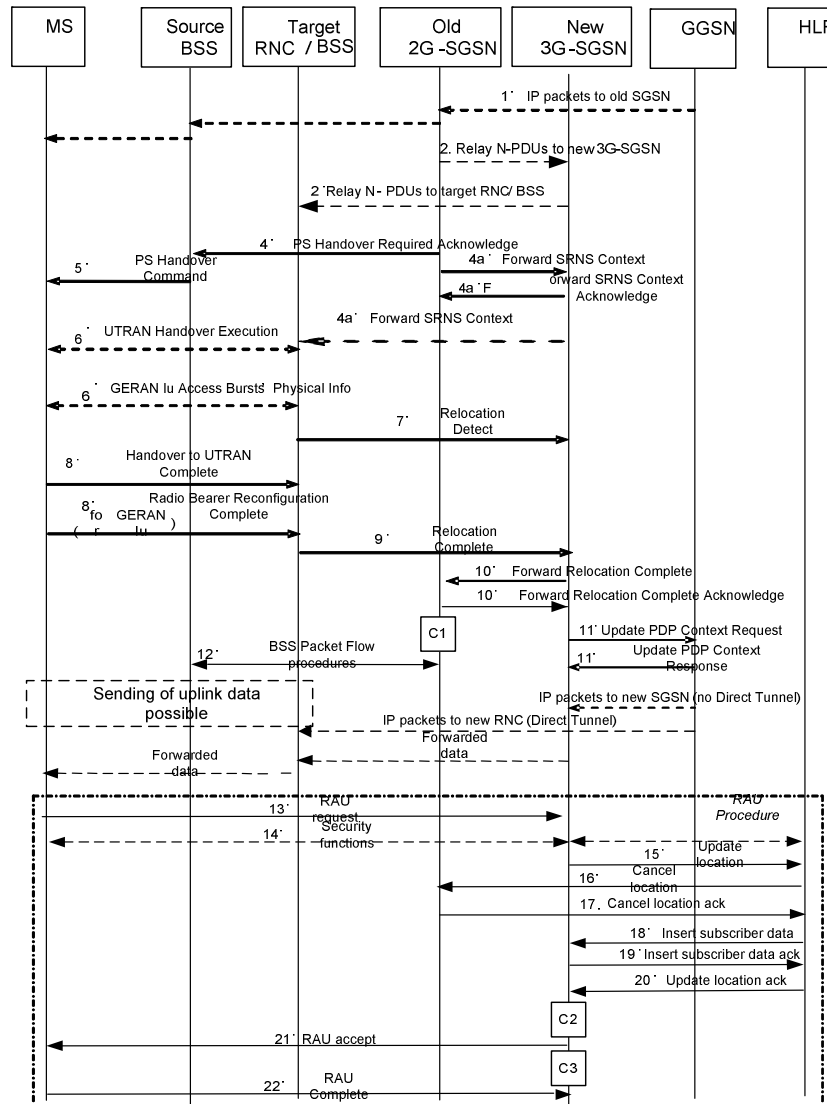 MS
Source
BSS
Target
RNC / BSS
Old
2G -SGSN
New
3G-SGSN
GGSN
HLR
1. IP packets to old SGSN
2. Relay N-PDUs to new 3G-SGSN
2. Relay N- PDUs to target RNC/ BSS
4. PS Handover Required Acknowledge
5. PS Handover
Command
4a. Forward SRNS Context
4a. F orward SRNS Context
Acknowledge
4a. Forward SRNS Context
6. UTRAN Handover Execution
6. GERAN Iu Access Bursts. Physical Info
7. Relocation
Detect
8. Handover to UTRAN
Complete
8. Radio Bearer Reconfiguration
Complete
(fo r GERAN Iu )
9. Relocation
Complete
10. Forward Relocation Complete
10. Forward Relocation Complete Acknowledge
C1
11. Update PDP Context Request
12. BSS Packet Flow
procedures
11. Update PDP Context
Response
Sending of uplink data
possible
IP packets to new SGSN (no Direct Tunnel)
IP packets to new RNC (Direct Tunnel)
Forwarded
data
Forwarded
data
13. RAU
request
RAU
Procedure
14. Security
functions
15. Update
location
16. Cancel
location
17. Cancel location ack
18. Insert subscriber data
19. Insert subscriber data ack
20. Update location ack
C2
21. RAU accept
C3
22. RAU
Complete